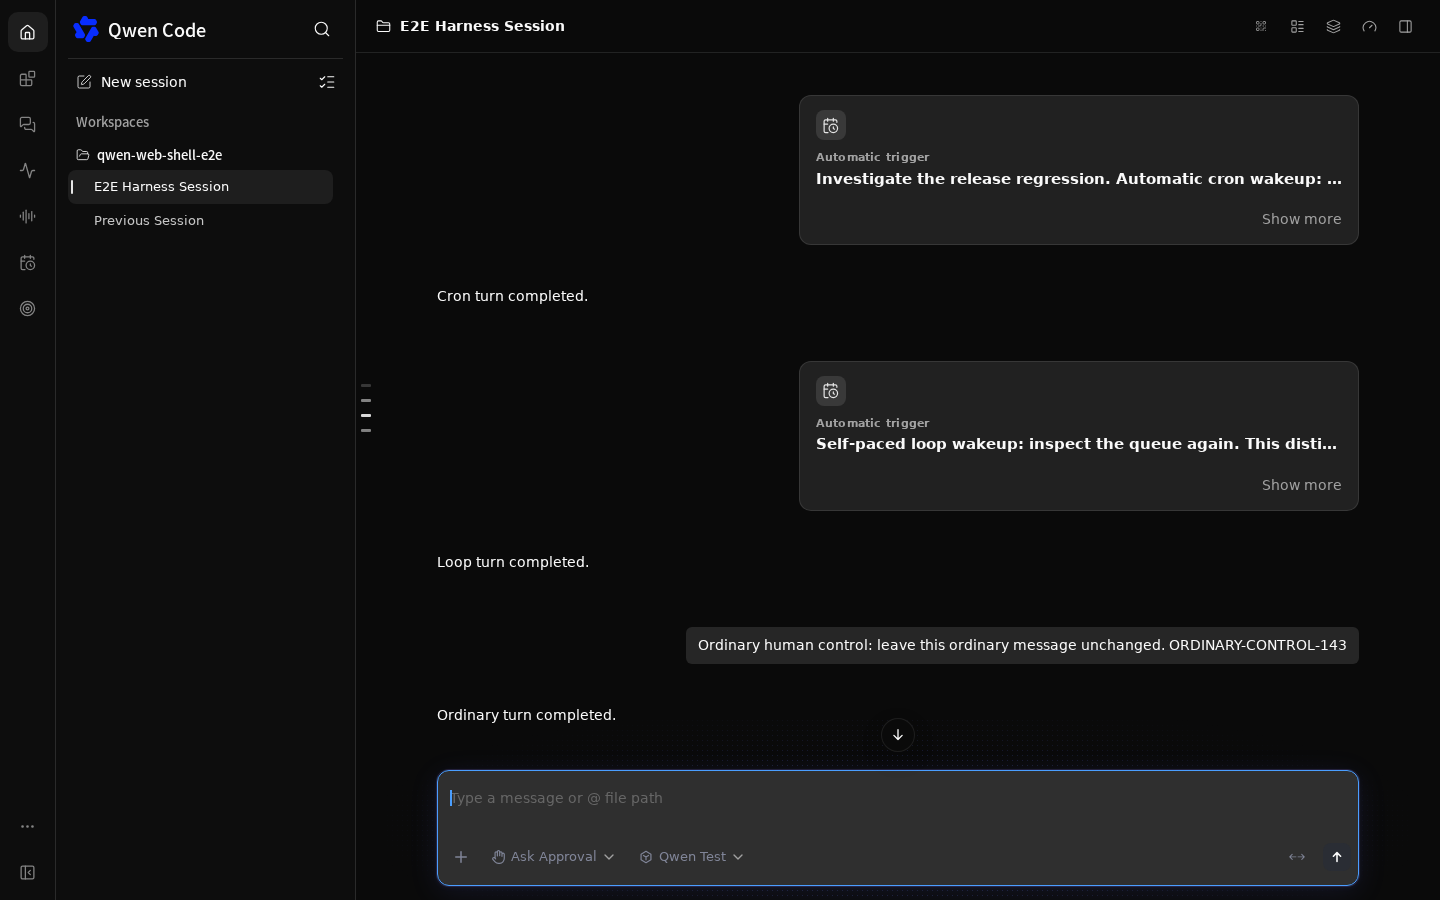 Qwen Code
New session
Workspaces
qwen-web-shell-e2e
E2E Harness Session
Previous Session
E2E Harness Session
Automatic trigger
Investigate the release regression. Automatic cron wakeup: ...
Show more
Cron turn completed.
Automatic trigger
Self-paced loop wakeup: inspect the queue again. This disti...
Show more
Loop turn completed.
Ordinary human control: leave this ordinary message unchanged. ORDINARY-CONTROL-143
Ordinary turn completed.
Type a message or @ file path
Ask Approval
Qwen Test